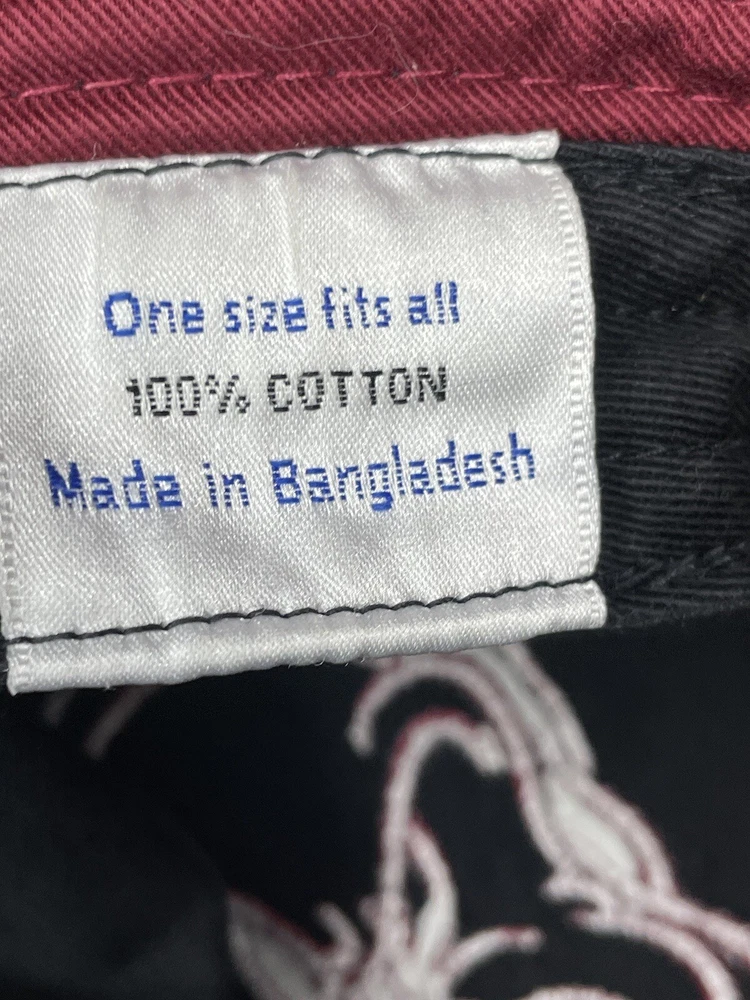 One size fits all
100% COTTON
Made in Bangladesh